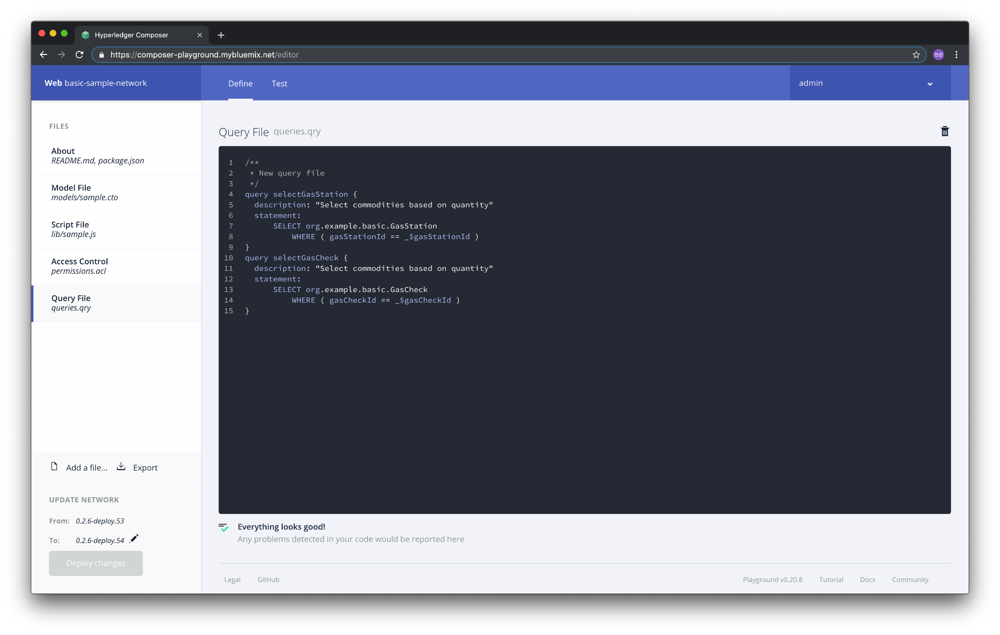 Hyperledger Composer
https://composer-playground.mybluemix.net/editor
현준
Web basic-sample-network
Define
Test
admin
FILES
About
README.md, package.json
Model File
models/sample.cto
Script File
lib/sample.js
Access Control
permissions.acl
Query File
queries.qry
Add a file...
Export
UPDATE NETWORK
From: 0.2.6-deploy.53
To: 0.2.6-deploy.54
Deploy changes
Query File queries.qry
1 /**
2  * New query file
3  */
4 query selectGasStation {
5   description: "Select commodities based on quantity"
6   statement:
7       SELECT org.example.basic.GasStation
8           WHERE ( gasStationId == _$gasStationId )
9 }
10 query selectGasCheck {
11   description: "Select commodities based on quantity"
12   statement:
13       SELECT org.example.basic.GasCheck
14           WHERE ( gasCheckId == _$gasCheckId )
15 }
Everything looks good!
Any problems detected in your code would be reported here
Legal GitHub Playground v0.20.8 Tutorial Docs Community